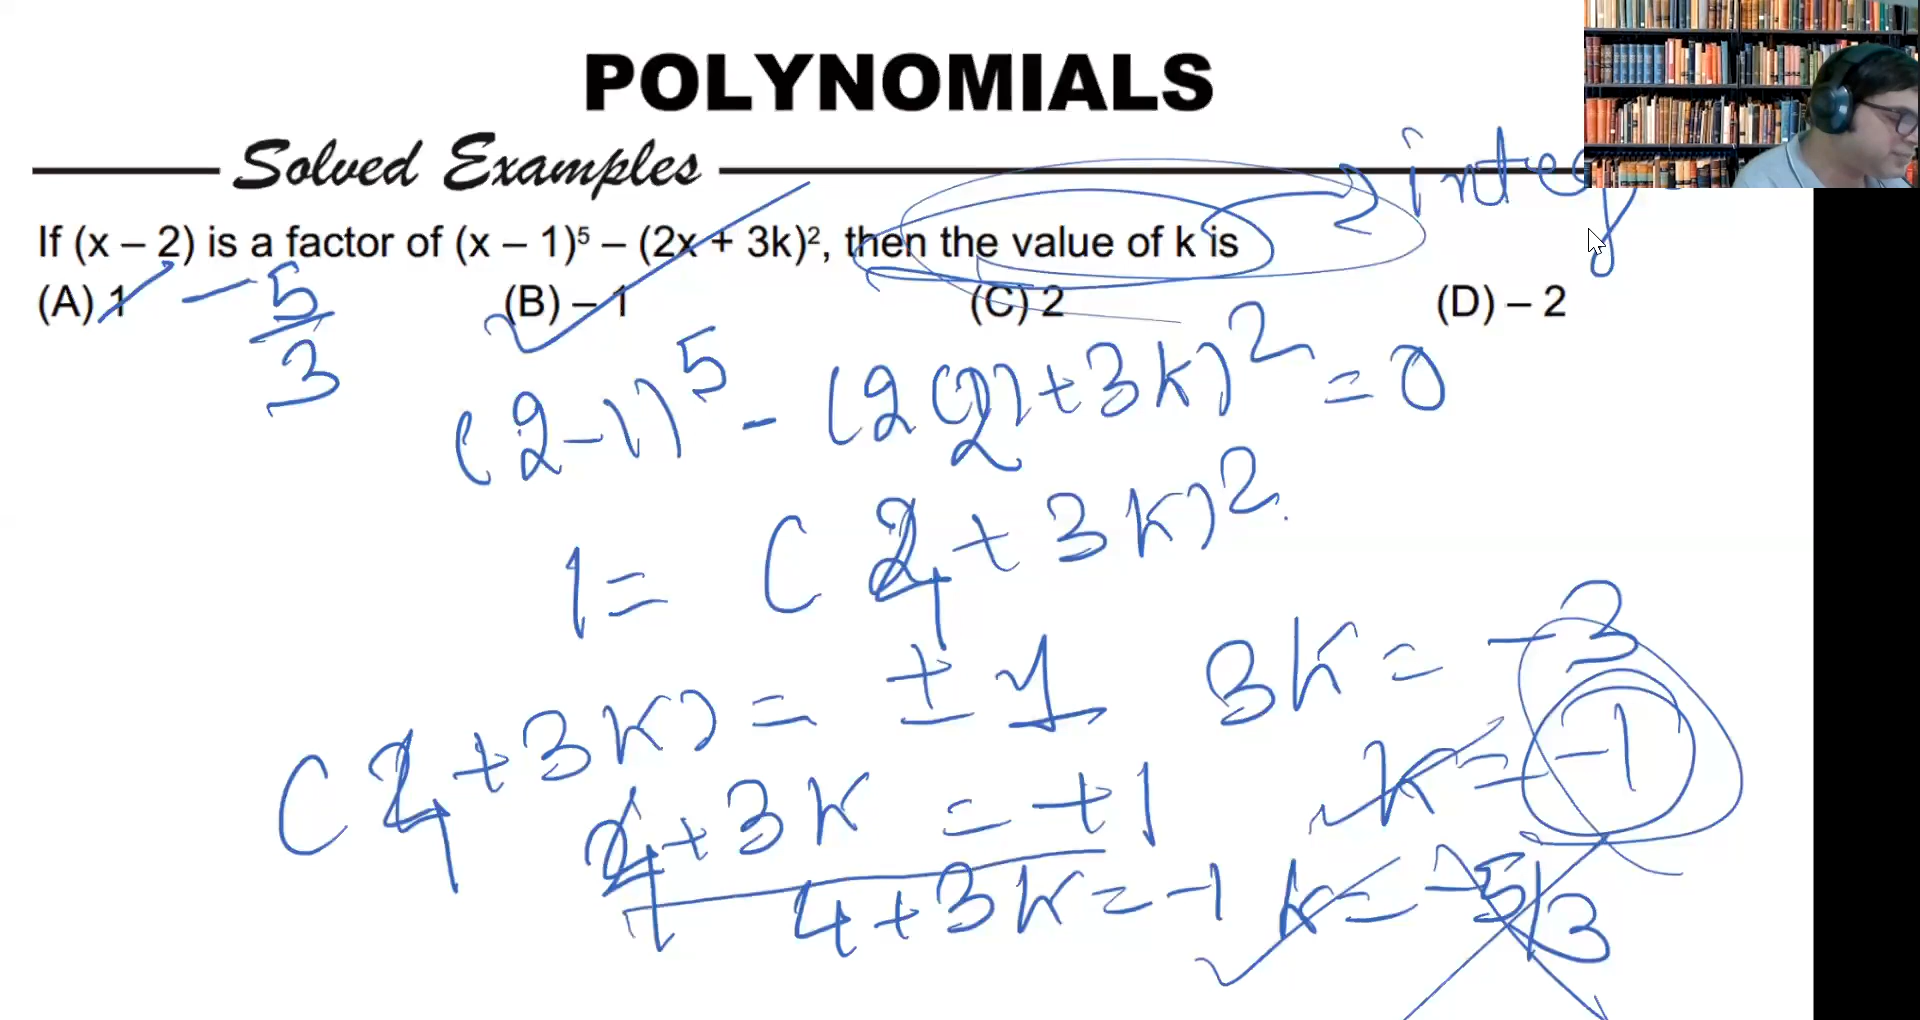 POLYNOMIALS
Solved Examples
integ
If (x – 2) is a factor of (x – 1)⁵ – (2x + 3k)², then the value of k is
(A) 1 (B) – 1 (C) 2 (D) – 2
–5/3
(2-1)⁵ - (2(2)+3k)² = 0
1 = (4+3k)²
(4+3k) = ±1
3k = -3
4+3k = +1
k = -1
4+3k = -1
k = -5/3